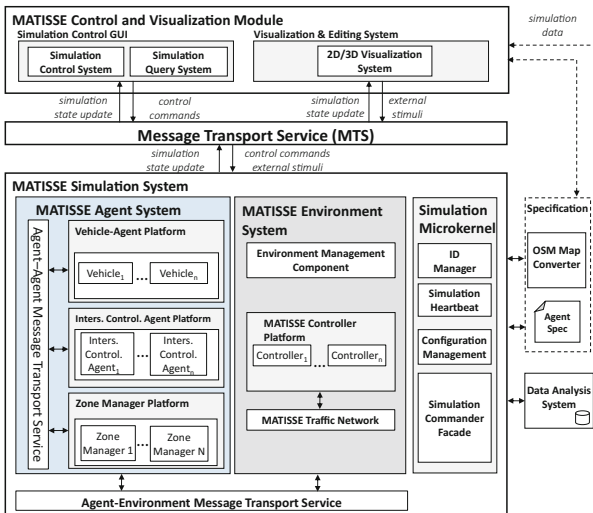 MATISSE Control and Visualization Module
Simulation Control GUI
Simulation
Control System
Simulation
Query System
Visualization & Editing System
2D/3D Visualization
System
simulation
data
simulation
state update
control
commands
simulation
state update
external
stimuli
Message Transport Service (MTS)
simulation
state update
control commands
external stimuli
MATISSE Simulation System
MATISSE Agent System
Agent–Agent Message Transport Service
Vehicle-Agent Platform
Vehicle1 ... Vehiclen
Inters. Control. Agent Platform
Inters.
Control.
Agent1
...
Inters.
Control.
Agentn
Zone Manager Platform
Zone
Manager 1
...
Zone
Manager N
MATISSE Environment
System
Environment Management
Component
MATISSE Controller
Platform
Controller1 ... Controllern
MATISSE Traffic Network
Simulation
Microkernel
ID
Manager
Simulation
Heartbeat
Configuration
Management
Simulation
Commander
Facade
Specification
OSM Map
Converter
Agent
Spec
Data Analysis
System
Agent-Environment Message Transport Service